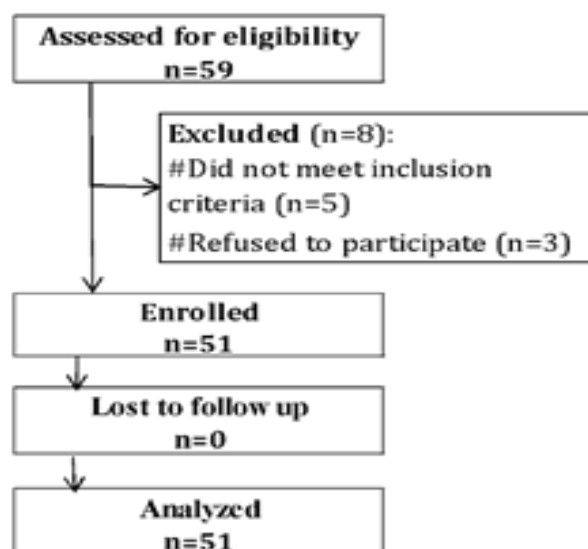 Assessed for eligibility
n=59
Excluded (n=8):
#Did not meet inclusion
criteria (n=5)
#Refused to participate (n=3)
Enrolled
n=51
Lost to follow up
n=0
Analyzed
n=51